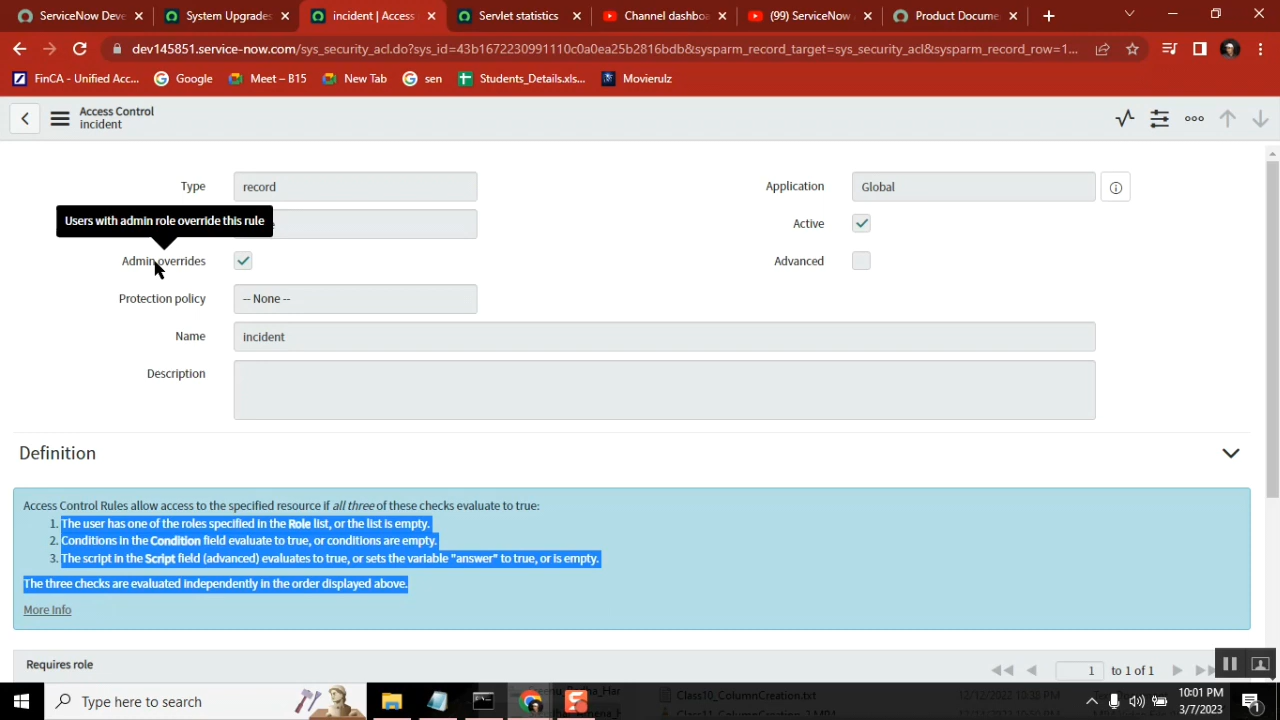 ServiceNow Deve
System Upgrades
incident | Access
Servlet statistics
Channel dashboa
(99) ServiceNow
Product Docume
dev145851.service-now.com/sys_security_acl.do?sys_id=43b1672230991110c0a0ea25b2816bdb&sysparm_record_target=sys_security_acl&sysparm_record_row=1...
FinCA - Unified Acc...
Google
Meet – B15
New Tab
sen
Students_Details.xls...
Movierulz
Access Control
incident
Type
record
Application
Global
Users with admin role override this rule
Active
Admin overrides
Advanced
Protection policy
-- None --
Name
incident
Description
Definition
Access Control Rules allow access to the specified resource if all three of these checks evaluate to true:
1. The user has one of the roles specified in the Role list, or the list is empty.
2. Conditions in the Condition field evaluate to true, or conditions are empty.
3. The script in the Script field (advanced) evaluates to true, or sets the variable "answer" to true, or is empty.
The three checks are evaluated independently in the order displayed above.
More Info
Requires role
1 to 1 of 1
Type here to search
Class10_ColumnCreation.txt
10:01 PM
3/7/2023
1